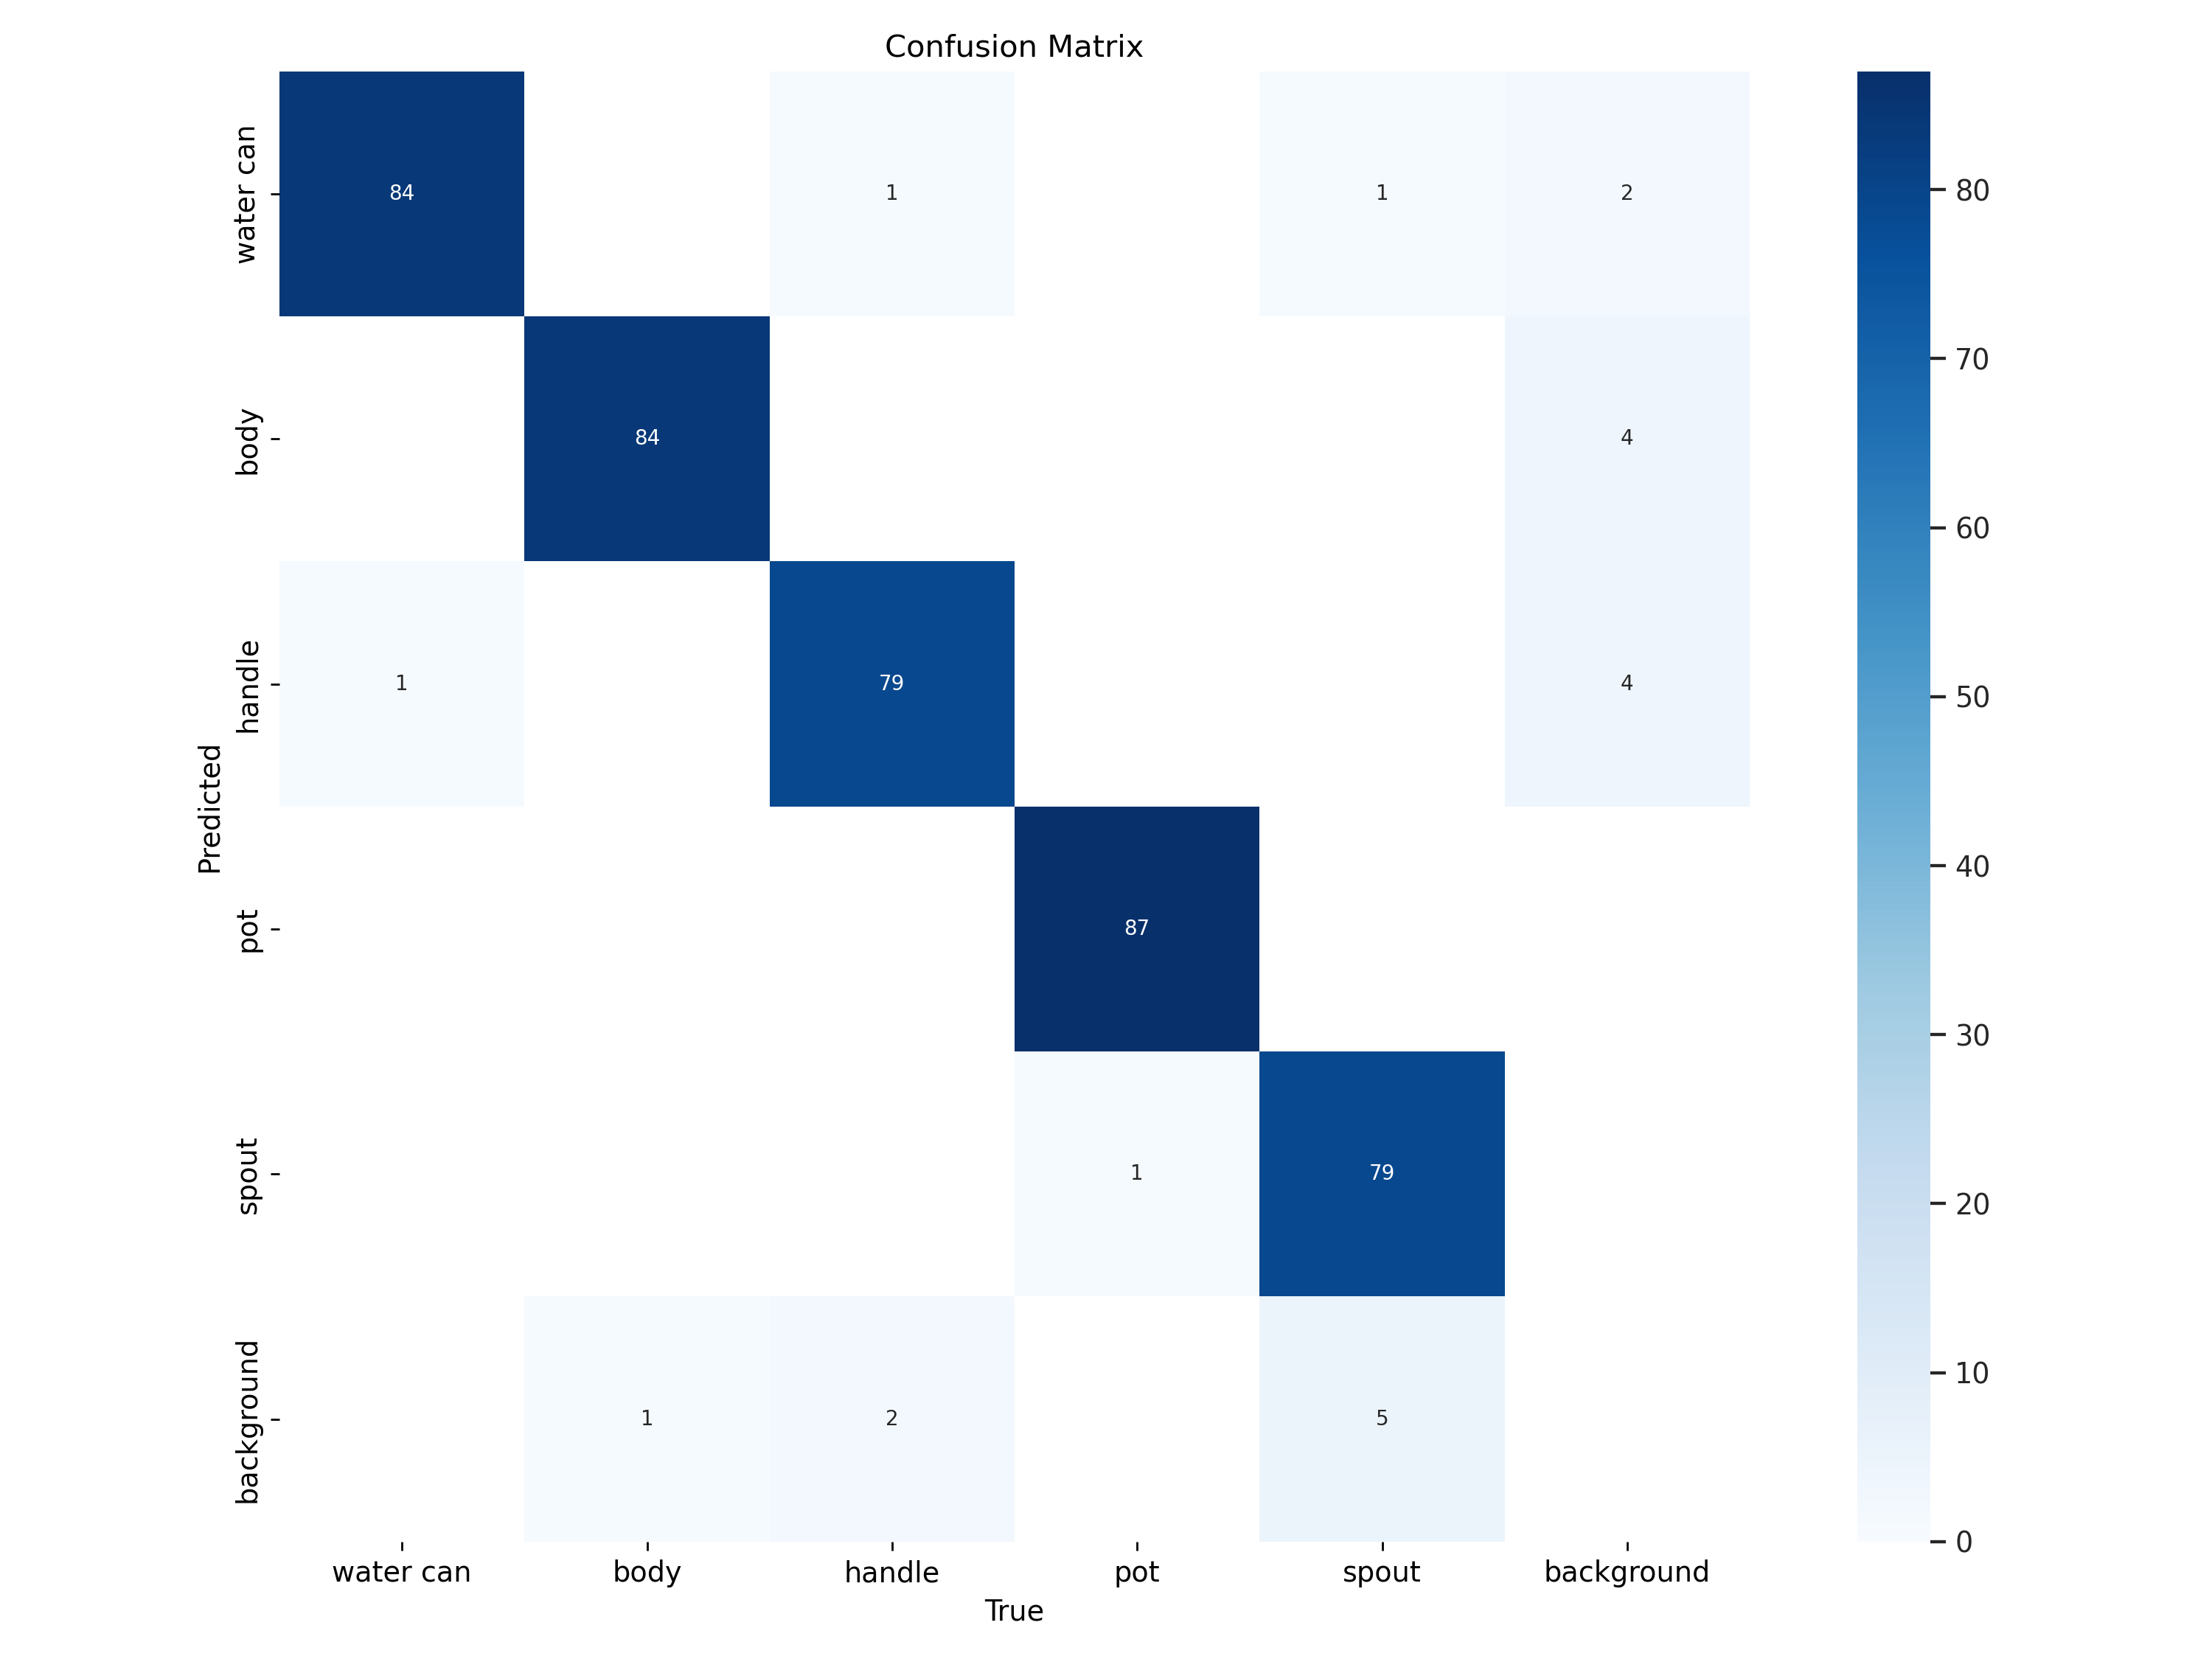 Confusion Matrix
water can
84
1
1
2
80
70
body
84
4
60
50
handle
1
79
4
Predicted
40
pot
87
30
20
spout
1
79
10
background
1
2
5
0
water can body handle pot spout background
True